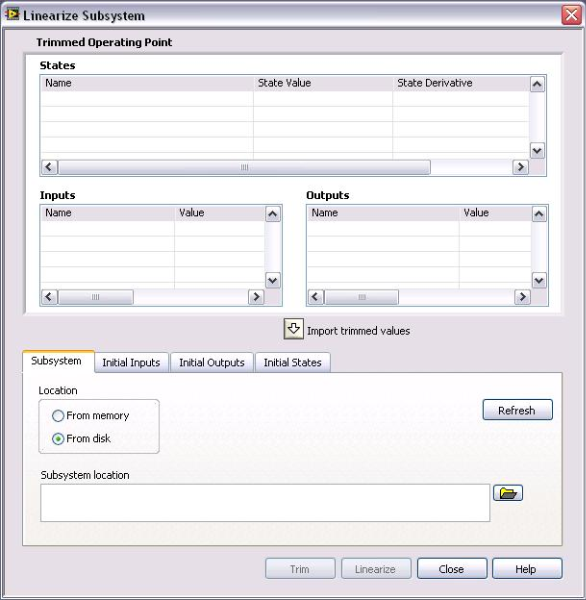 Linearize Subsystem
Trimmed Operating Point
States
Name State Value State Derivative
Inputs Outputs
Name Value Name Value
Import trimmed values
Subsystem Initial Inputs Initial Outputs Initial States
Location
From memory
Refresh
From disk
Subsystem location
Trim Linearize Close Help